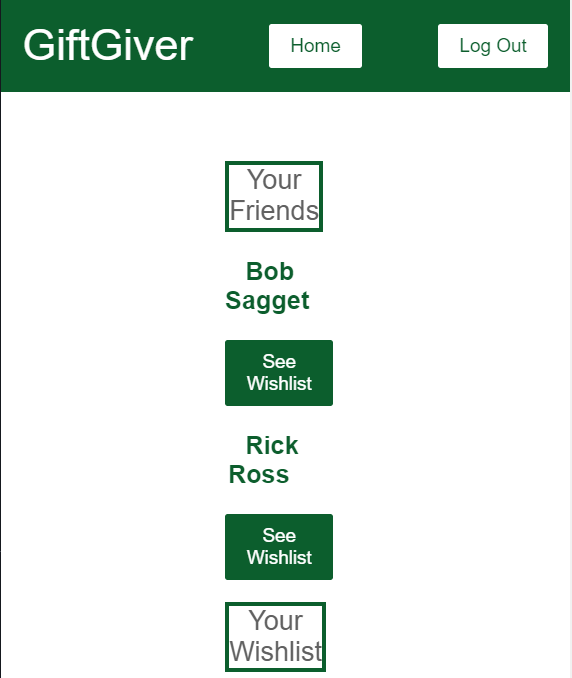 GiftGiver Home Log Out
Your
Friends
Bob
Sagget
See
Wishlist
Rick
Ross
See
Wishlist
Your
Wishlist